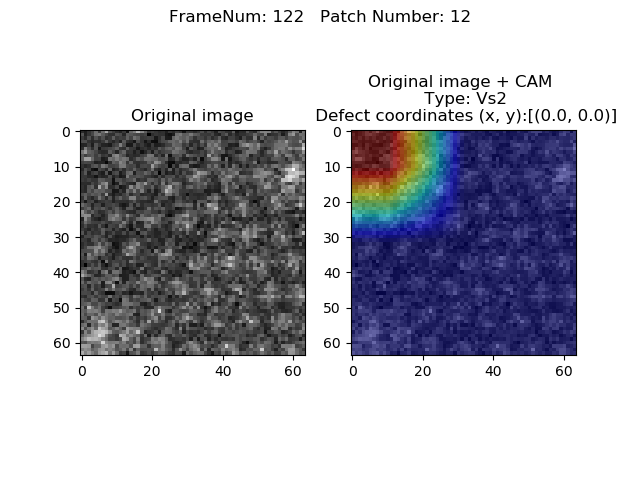 FrameNum: 122   Patch Number: 12
Original image
0
10
20
30
40
50
60
0 20 40 60
Original image + CAM
Type: Vs2
Defect coordinates (x, y):[(0.0, 0.0)]
0
10
20
30
40
50
60
0 20 40 60